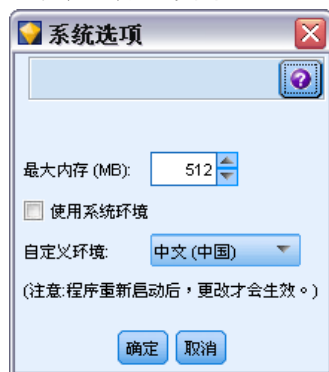 系统选项
最大内存 (MB): 512
使用系统环境
自定义环境: 中文 (中国)
(注意:程序重新启动后，更改才会生效。)
确定 取消